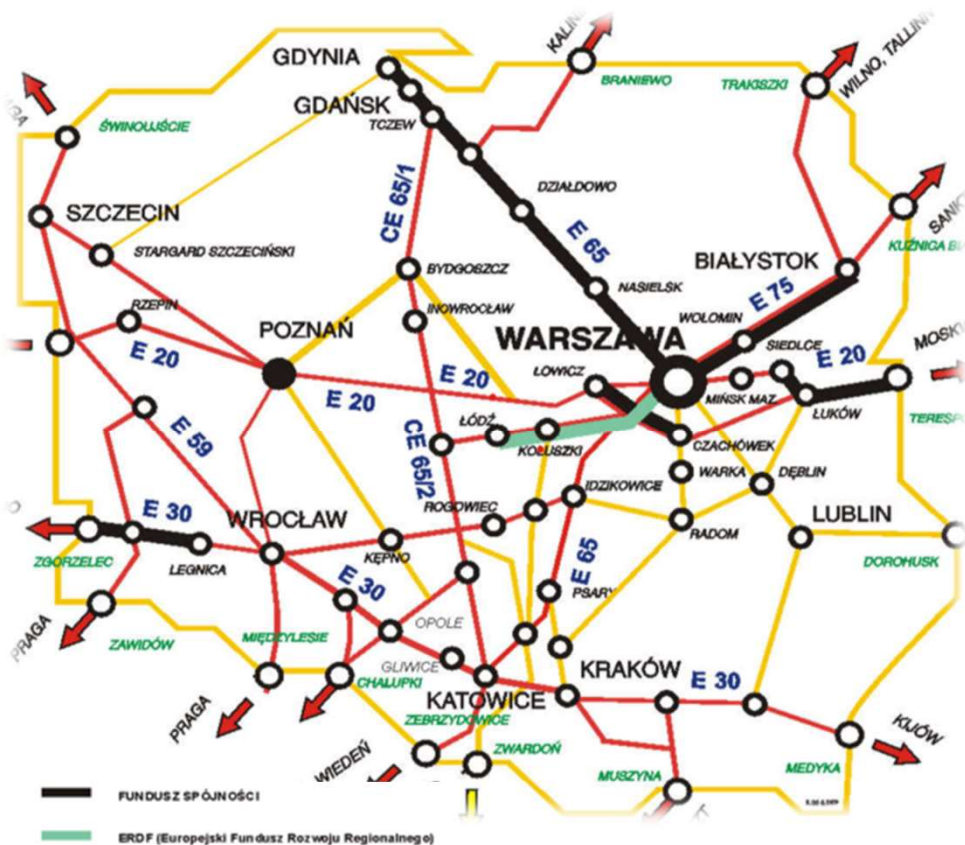 GDYNIA
GDAŃSK
TCZEW
BRANIEWO
TRAKISZKI
WILNO, TALLINN
ŚWINOUJŚCIE
SZCZECIN
STARGARD SZCZECIŃSKI
CE 65/1
DZIAŁDOWO
E 65
NASIELSK
BIAŁYSTOK
E 75
WOŁOMIN
BYDGOSZCZ
INOWROCŁAW
RZEPIN
E 20
POZNAŃ
E 20
E 20
WARSZAWA
ŁOWICZ
MIŃSK MAZ
SIEDLCE
E 20
ŁUKÓW
E 59
ŁÓDŹ
KOLUSZKI
CZACHÓWEK
CE 65/2
WARKA
DĘBLIN
IDZIKOWICE
ROGOWIEC
RADOM
LUBLIN
DOROHUSK
E 30
WROCŁAW
KĘPNO
ZGORZELEC
LEGNICA
E 30
E 65
PSARY
OPOLE
PRAGA
ZAWIDÓW
MIĘDZYLESIE
GLIWICE
CHAŁUPKI
KATOWICE
KRAKÓW
E 30
PRAGA
ZEBRZYDOWICE
ZWARDOŃ
WIEDEŃ
MUSZYNA
MEDYKA
KIJÓW
FUNDUSZ SPÓJNOŚCI
ERDF (Europejski Fundusz Rozwoju Regionalnego)